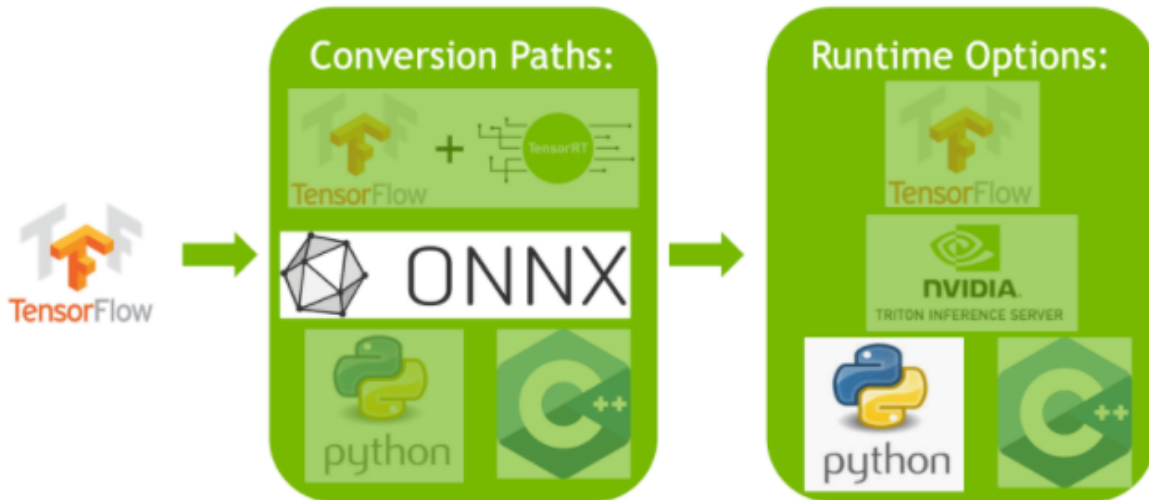 Conversion Paths:
TensorFlow
+
TensorRT
ONNX
python
C++
TensorFlow
Runtime Options:
TensorFlow
NVIDIA.
TRITON INFERENCE SERVER
python
C++